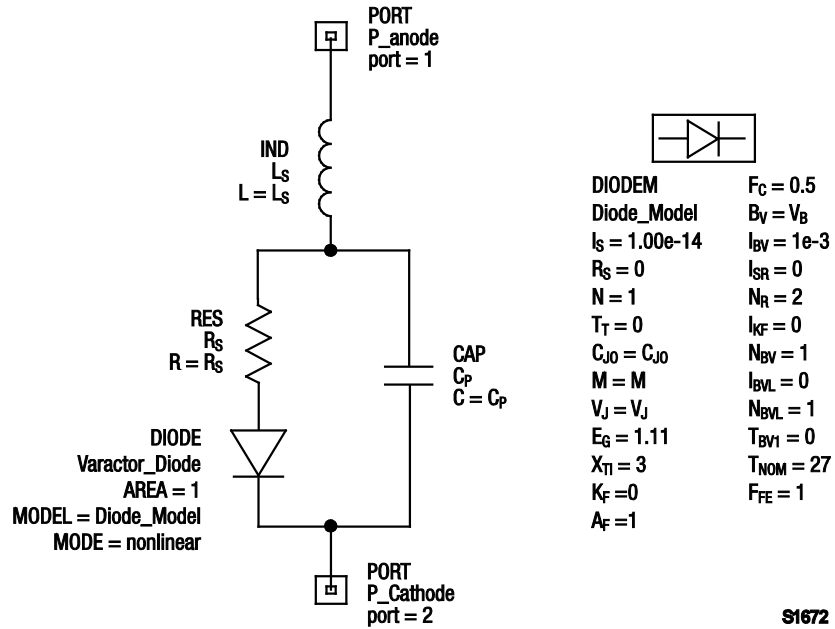 PORT
P_anode
port = 1
IND
LS
L = LS
RES
RS
R = RS
CAP
CP
C = CP
DIODE
Varactor_Diode
AREA = 1
MODEL = Diode_Model
MODE = nonlinear
PORT
P_Cathode
port = 2
DIODEM
Diode_Model
IS = 1.00e-14
RS = 0
N = 1
TT = 0
CJO = CJO
M = M
VJ = VJ
EG = 1.11
XTI = 3
KF =0
AF =1
FC = 0.5
BV = VB
IBV = 1e-3
ISR = 0
NR = 2
IKF = 0
NBV = 1
IBVL = 0
NBVL = 1
TBV1 = 0
TNOM = 27
FFE = 1
S1672